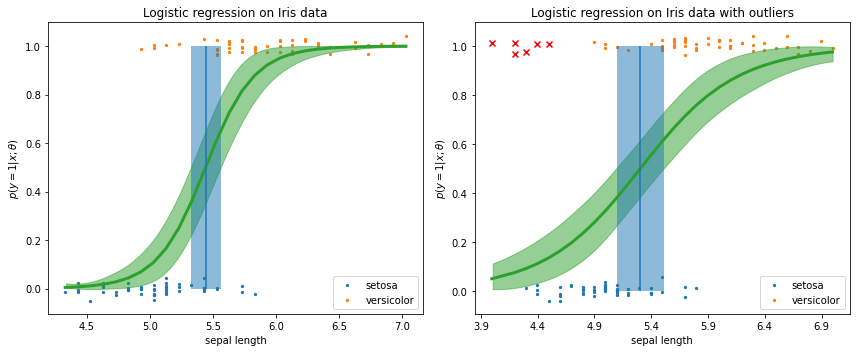 Logistic regression on Iris data
p(y = 1|x; θ)
1.0
0.8
0.6
0.4
0.2
0.0
setosa
versicolor
4.5 5.0 5.5 6.0 6.5 7.0
sepal length
Logistic regression on Iris data with outliers
p(y = 1|x; θ)
1.0
0.8
0.6
0.4
0.2
0.0
setosa
versicolor
3.9 4.4 4.9 5.4 5.9 6.4 6.9
sepal length